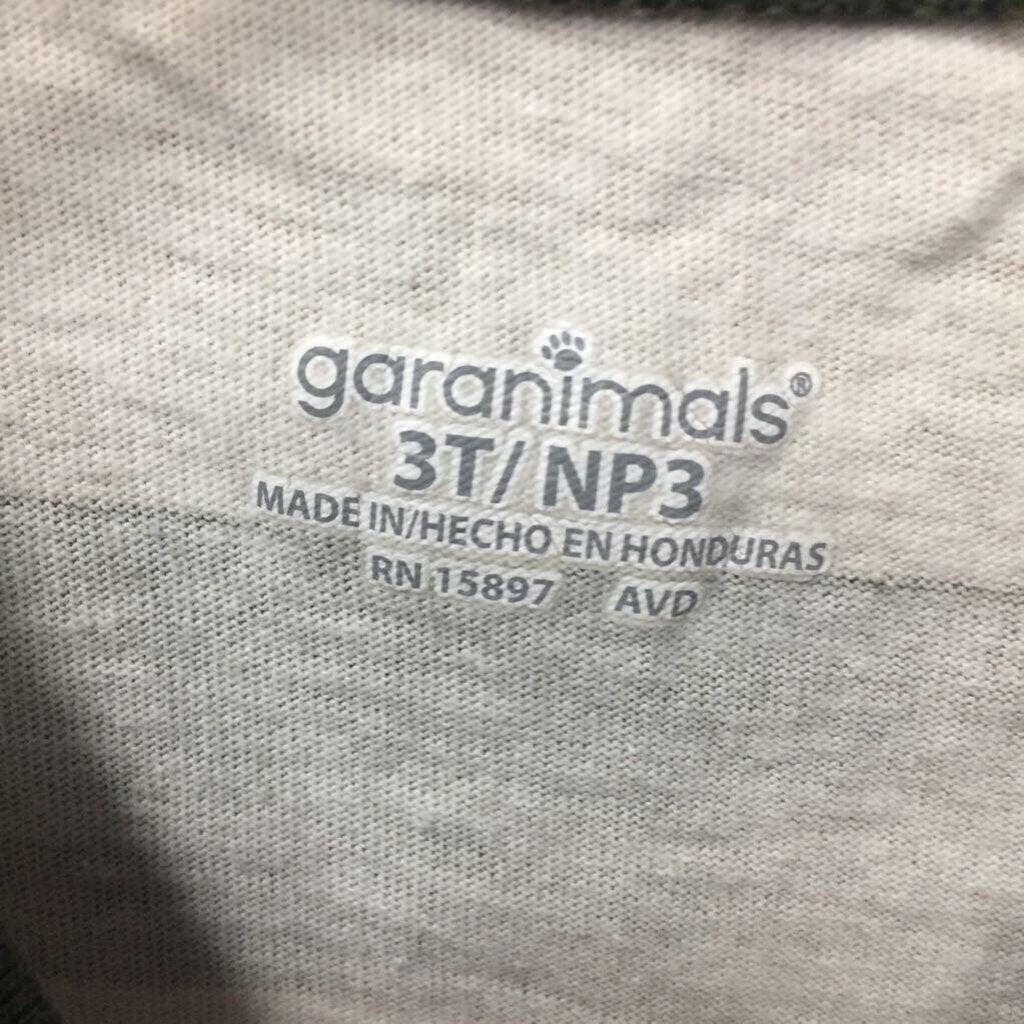 garanimals®
3T/ NP3
MADE IN/HECHO EN HONDURAS
RN 15897 AVD